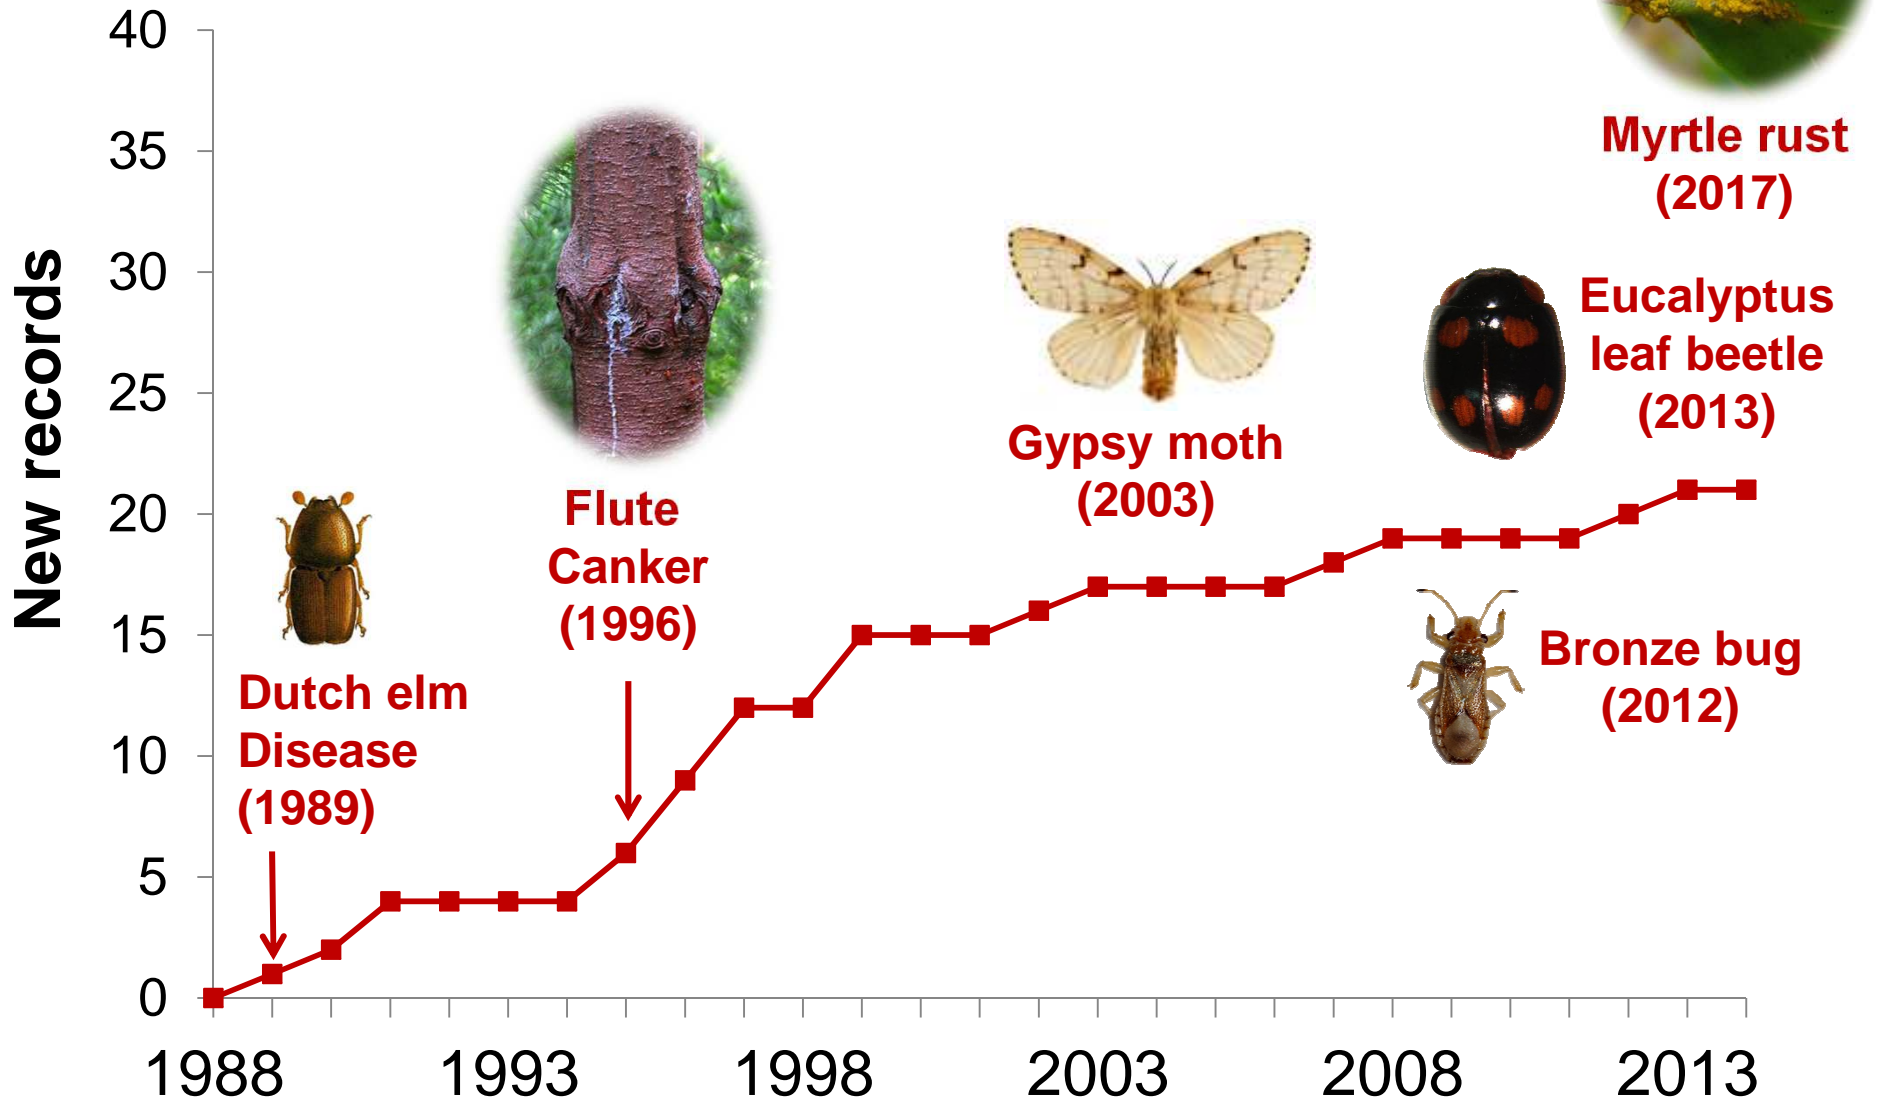 40
35
30
25
20
15
10
5
0
New records
1988
1993
1998
2003
2008
2013
Dutch elm
Disease
(1989)
Flute
Canker
(1996)
Gypsy moth
(2003)
Myrtle rust
(2017)
Eucalyptus
leaf beetle
(2013)
Bronze bug
(2012)